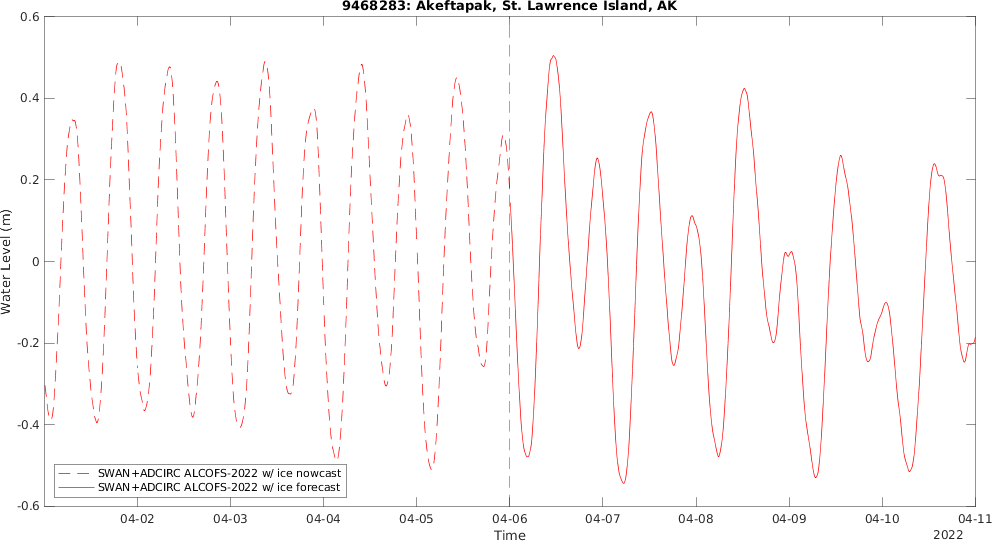 9468283: Akeftapak, St. Lawrence Island, AK
0.6
0.4
0.2
0
-0.2
-0.4
-0.6
Water Level (m)
SWAN+ADCIRC ALCOFS-2022 w/ ice nowcast
SWAN+ADCIRC ALCOFS-2022 w/ ice forecast
04-02 04-03 04-04 04-05 04-06 04-07 04-08 04-09 04-10 04-11
Time
2022